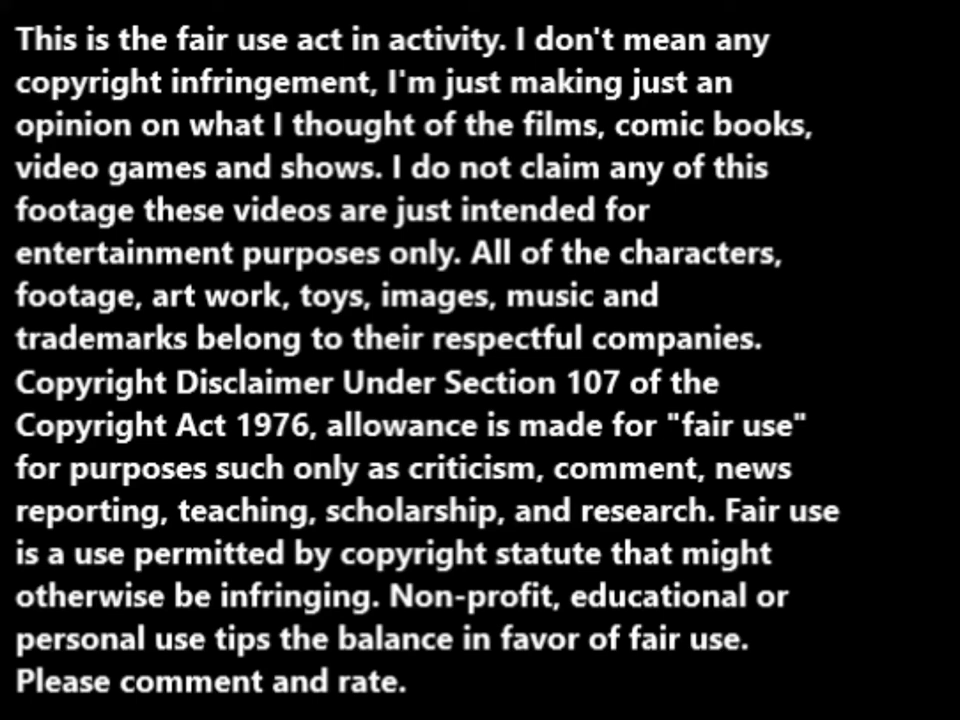 This is the fair use act in activity. I don't mean any
copyright infringement, I'm just making just an
opinion on what I thought of the films, comic books,
video games and shows. I do not claim any of this
footage these videos are just intended for
entertainment purposes only. All of the characters,
footage, art work, toys, images, music and
trademarks belong to their respectful companies.
Copyright Disclaimer Under Section 107 of the
Copyright Act 1976, allowance is made for "fair use"
for purposes such only as criticism, comment, news
reporting, teaching, scholarship, and research. Fair use
is a use permitted by copyright statute that might
otherwise be infringing. Non-profit, educational or
personal use tips the balance in favor of fair use.
Please comment and rate.